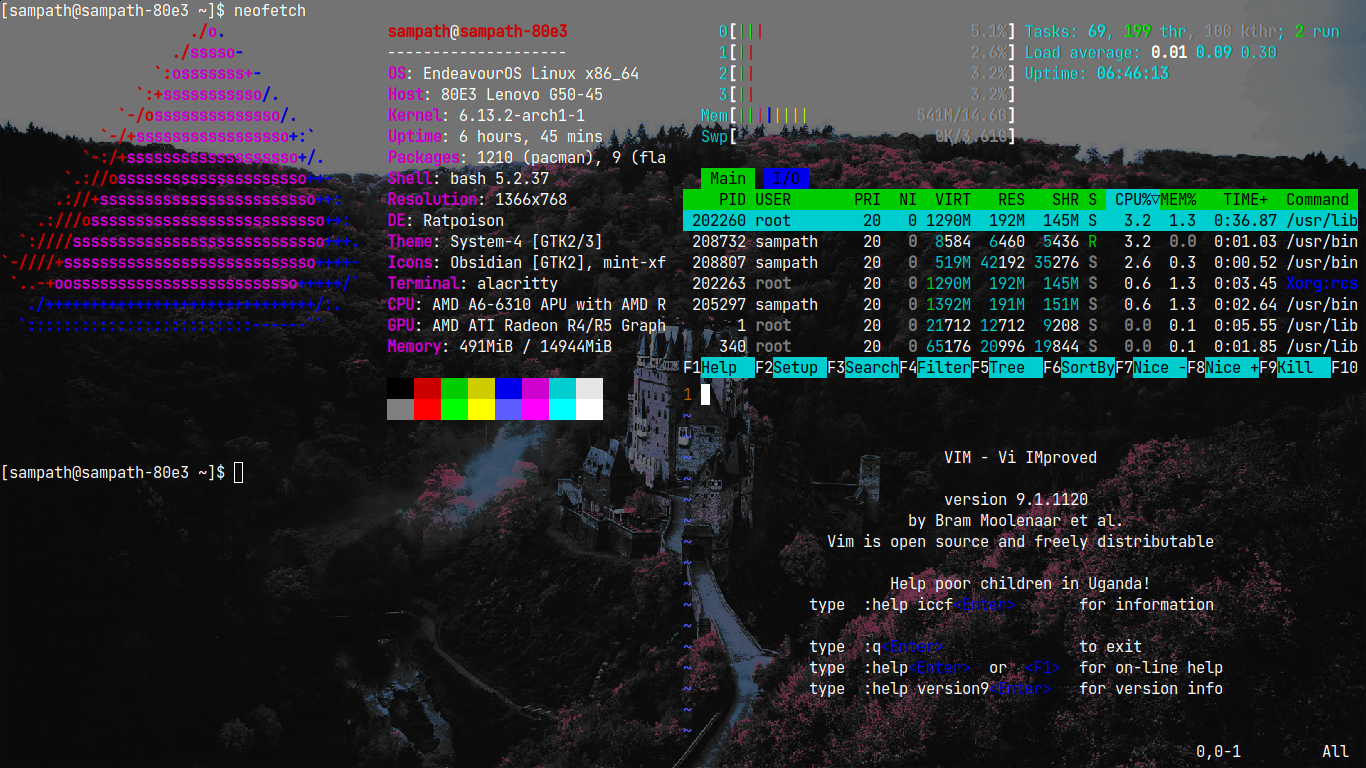 [sampath@sampath-80e3 ~]$ neofetch
./o.
./sssso-
`:osssssss+-
`:+sssssssssso/.
`-/ossssssssssssso/.
`-/+sssssssssssssssso+:`
`-:/+sssssssssssssssssso+/.
`.://osssssssssssssssssssso++-
.://+ssssssssssssssssssssssso++:
.:///ossssssssssssssssssssssssso++:
`:////ssssssssssssssssssssssssssso+++.
`-////+ssssssssssssssssssssssssssso++++-
`..-+oosssssssssssssssssssssssso+++++/`
./++++++++++++++++++++++++++++++/:.
`:::::::::::::::::::::::::------``
sampath@sampath-80e3
--------------------
OS: EndeavourOS Linux x86_64
Host: 80E3 Lenovo G50-45
Kernel: 6.13.2-arch1-1
Uptime: 6 hours, 45 mins
Packages: 1210 (pacman), 9 (fla
Shell: bash 5.2.37
Resolution: 1366x768
DE: Ratpoison
Theme: System-4 [GTK2/3]
Icons: Obsidian [GTK2], mint-xf
Terminal: alacritty
CPU: AMD A6-6310 APU with AMD R
GPU: AMD ATI Radeon R4/R5 Graph
Memory: 491MiB / 14944MiB
[sampath@sampath-80e3 ~]$
0[||| 5.1%] Tasks: 69, 199 thr, 100 kthr; 2 run
1[|| 2.6%] Load average: 0.01 0.09 0.30
2[|| 3.2%] Uptime: 06:46:13
3[|| 3.2%]
Mem[|||||||| 541M/14.6G]
Swp[ 0K/3.61G]
Main I/O
PID USER PRI NI VIRT RES SHR S CPU%▽MEM% TIME+ Command
202260 root 20 0 1290M 192M 145M S 3.2 1.3 0:36.87 /usr/lib
208732 sampath 20 0 8584 6460 5436 R 3.2 0.0 0:01.03 /usr/bin
208807 sampath 20 0 519M 42192 35276 S 2.6 0.3 0:00.52 /usr/bin
202263 root 20 0 1290M 192M 145M S 0.6 1.3 0:03.45 Xorg:rcs
205297 sampath 20 0 1392M 191M 151M S 0.6 1.3 0:02.64 /usr/bin
1 root 20 0 21712 12712 9208 S 0.0 0.1 0:05.55 /usr/lib
340 root 20 0 65176 20996 19844 S 0.0 0.1 0:01.85 /usr/lib
F1Help F2Setup F3SearchF4FilterF5Tree F6SortByF7Nice -F8Nice +F9Kill F10
1
~
~
~
VIM - Vi IMproved
~
~
version 9.1.1120
~
by Bram Moolenaar et al.
~
Vim is open source and freely distributable
~
~
Help poor children in Uganda!
~
type :help iccf<Enter> for information
~
~
type :q<Enter> to exit
~
type :help<Enter> or <F1> for on-line help
~
type :help version9<Enter> for version info
~
~
0,0-1 All